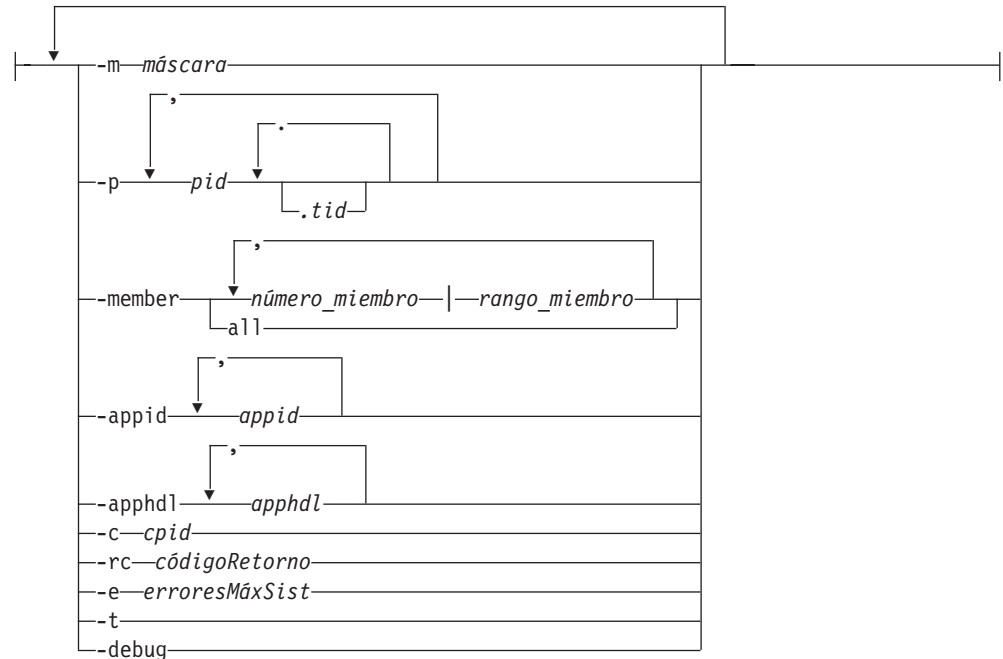 -m máscara
,
.
-p pid
.tid
,
-member número_miembro | rango_miembro
all
,
-appid appid
,
-apphdl apphdl
-c cpid
-rc códigoRetorno
-e erroresMáxSist
-t
-debug